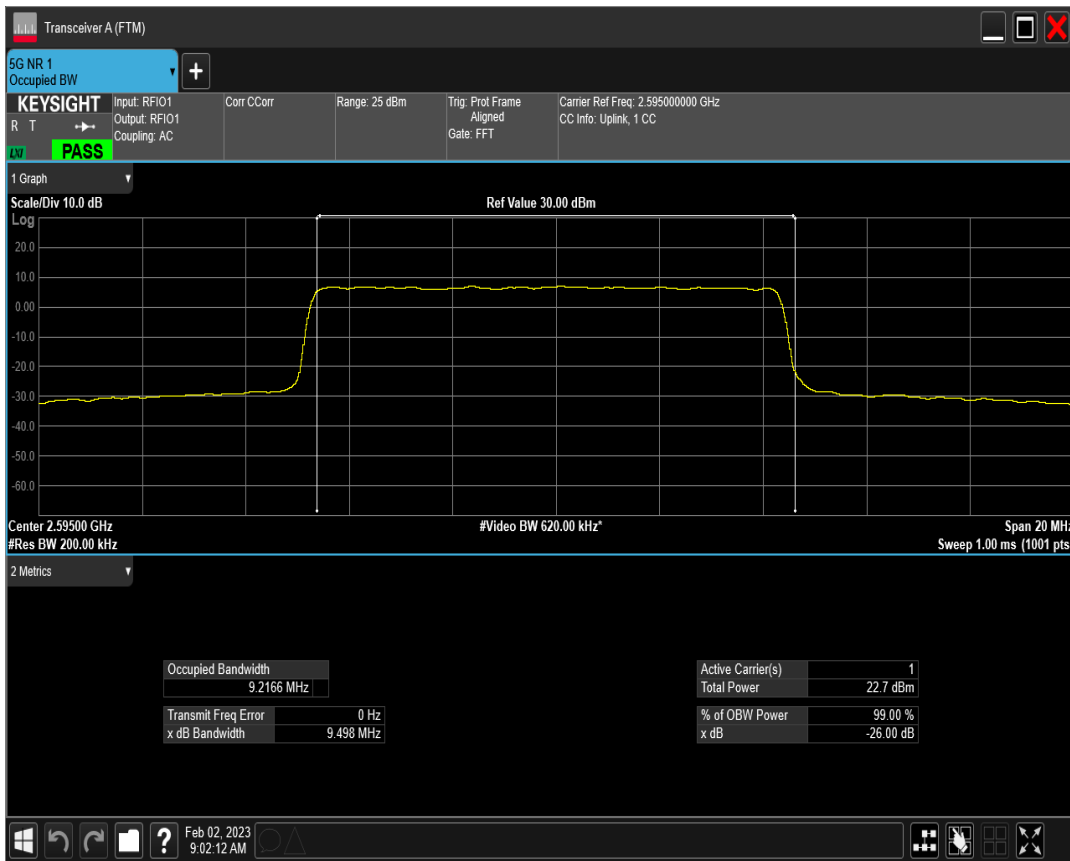 Transceiver A (FTM)
5G NR 1
Occupied BW
+
KEYSIGHT
R T
LXI
PASS
Input: RFIO1
Output: RFIO1
Coupling: AC
Corr CCorr
Range: 25 dBm
Trig: Prot Frame
Aligned
Gate: FFT
Carrier Ref Freq: 2.595000000 GHz
CC Info: Uplink, 1 CC
1 Graph
Scale/Div 10.0 dB
Ref Value 30.00 dBm
Log
20.0
10.0
0.00
-10.0
-20.0
-30.0
-40.0
-50.0
-60.0
Center 2.59500 GHz
#Video BW 620.00 kHz*
Span 20 MHz
#Res BW 200.00 kHz
Sweep 1.00 ms (1001 pts
2 Metrics
Occupied Bandwidth
9.2166 MHz
Transmit Freq Error 0 Hz
x dB Bandwidth 9.498 MHz
Active Carrier(s) 1
Total Power 22.7 dBm
% of OBW Power 99.00 %
x dB -26.00 dB
?
Feb 02, 2023
9:02:12 AM